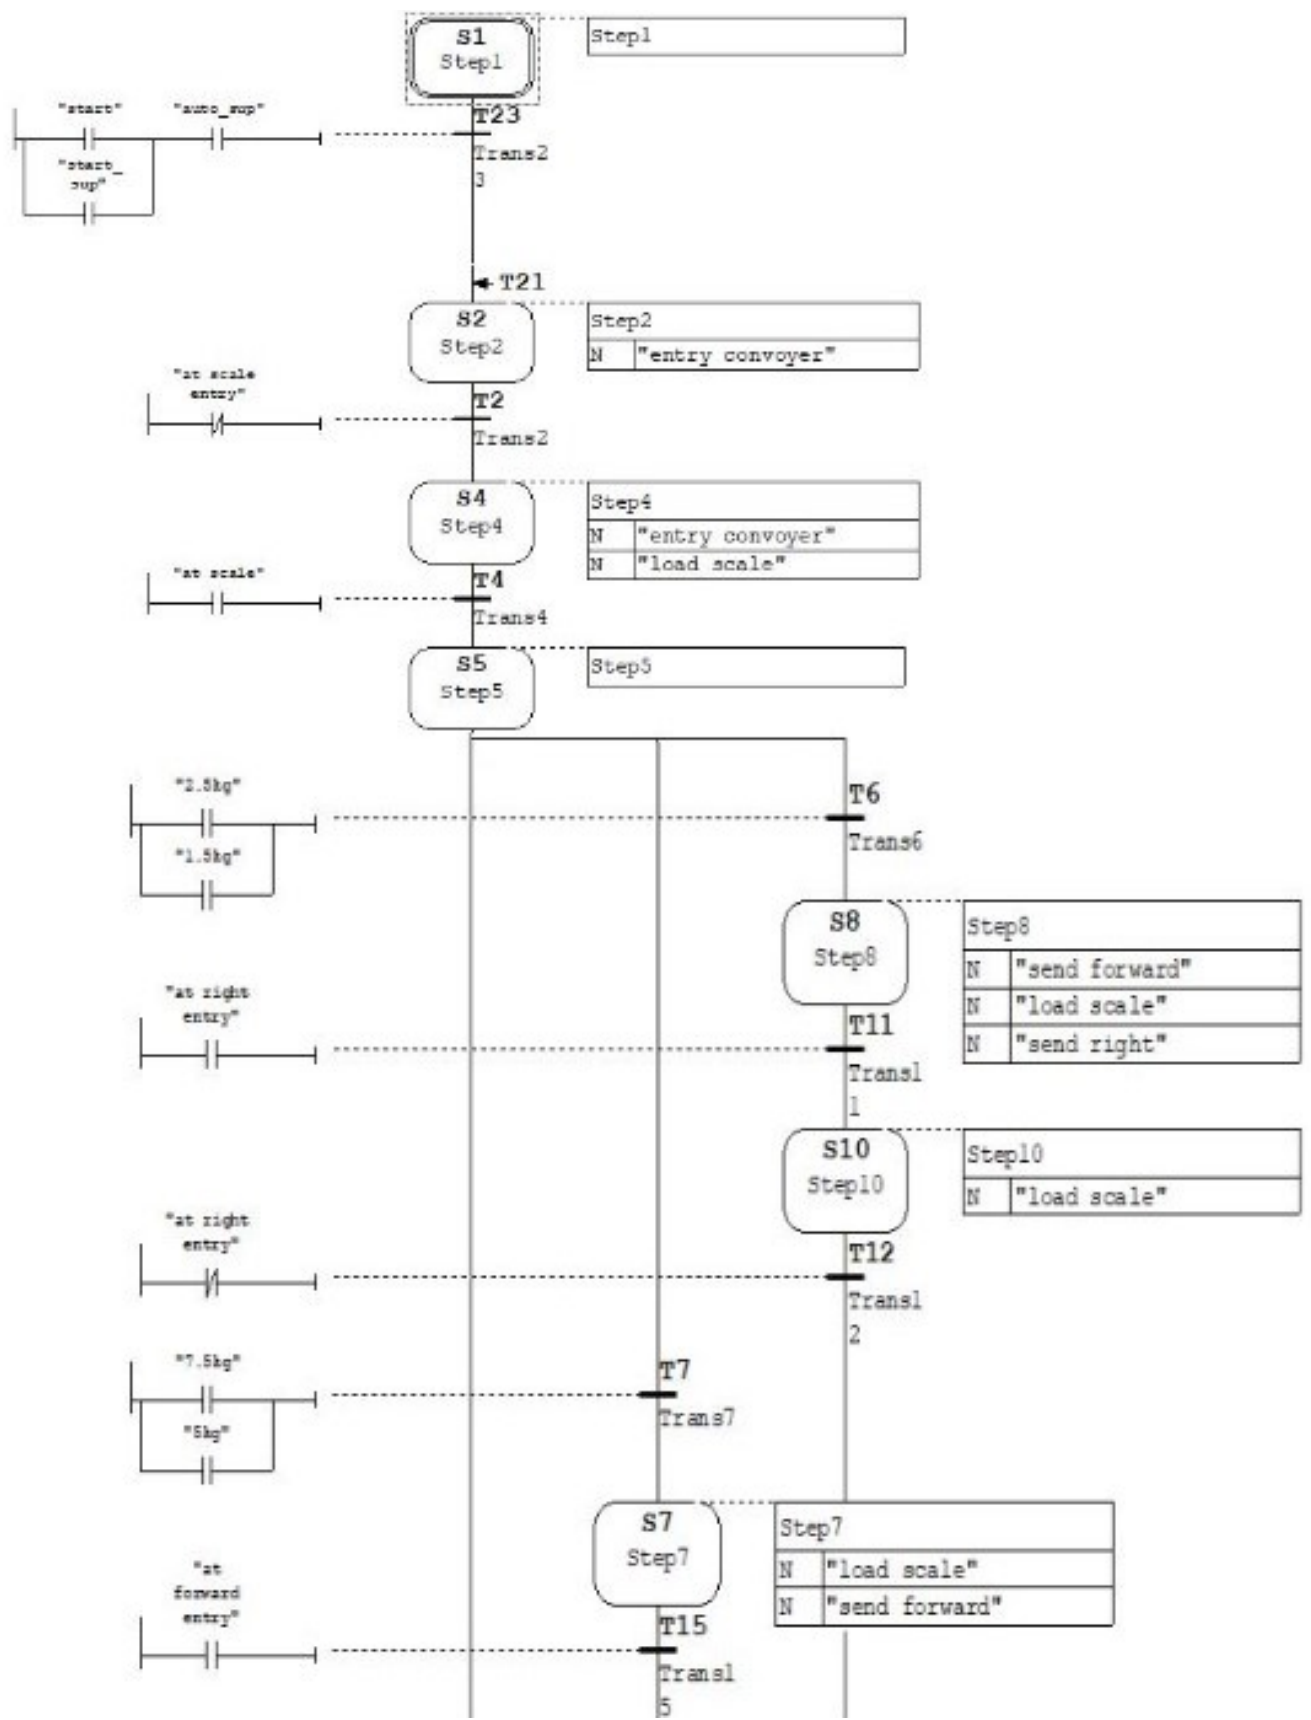 S1
Step1
Step1
"start"
"auto_sup"
T23
"start_
sup"
Trans2
3
T21
S2
Step2
Step2
N "entry convoyer"
"at scale
entry"
T2
Trans2
S4
Step4
Step4
N "entry convoyer"
N "load scale"
"at scale"
T4
Trans4
S5
Step5
Step5
"2.5kg"
T6
"1.5kg"
Trans6
S8
Step8
Step8
N "send forward"
N "load scale"
N "send right"
"at right
entry"
T11
Trans1
1
S10
Step10
Step10
N "load scale"
"at right
entry"
T12
Trans1
2
"7.5kg"
T7
"5kg"
Trans7
S7
Step7
Step7
N "load scale"
N "send forward"
"at
forward
entry"
T15
Trans1
5